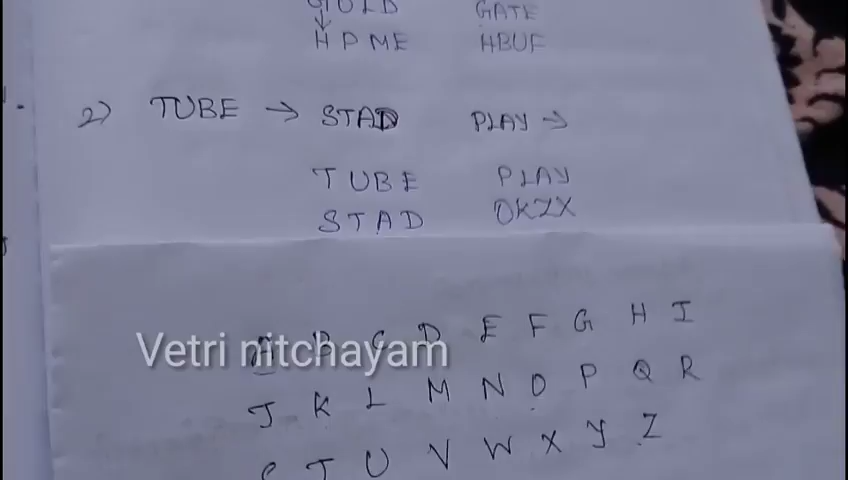 GOLD GATE
HPME HBUF
2) TUBE → STAD PLAY →
TUBE PLAY
STAD OKZX
A B C D E F G H I
Vetri nitchayam
J K L M N O P Q R
S T U V W X Y Z